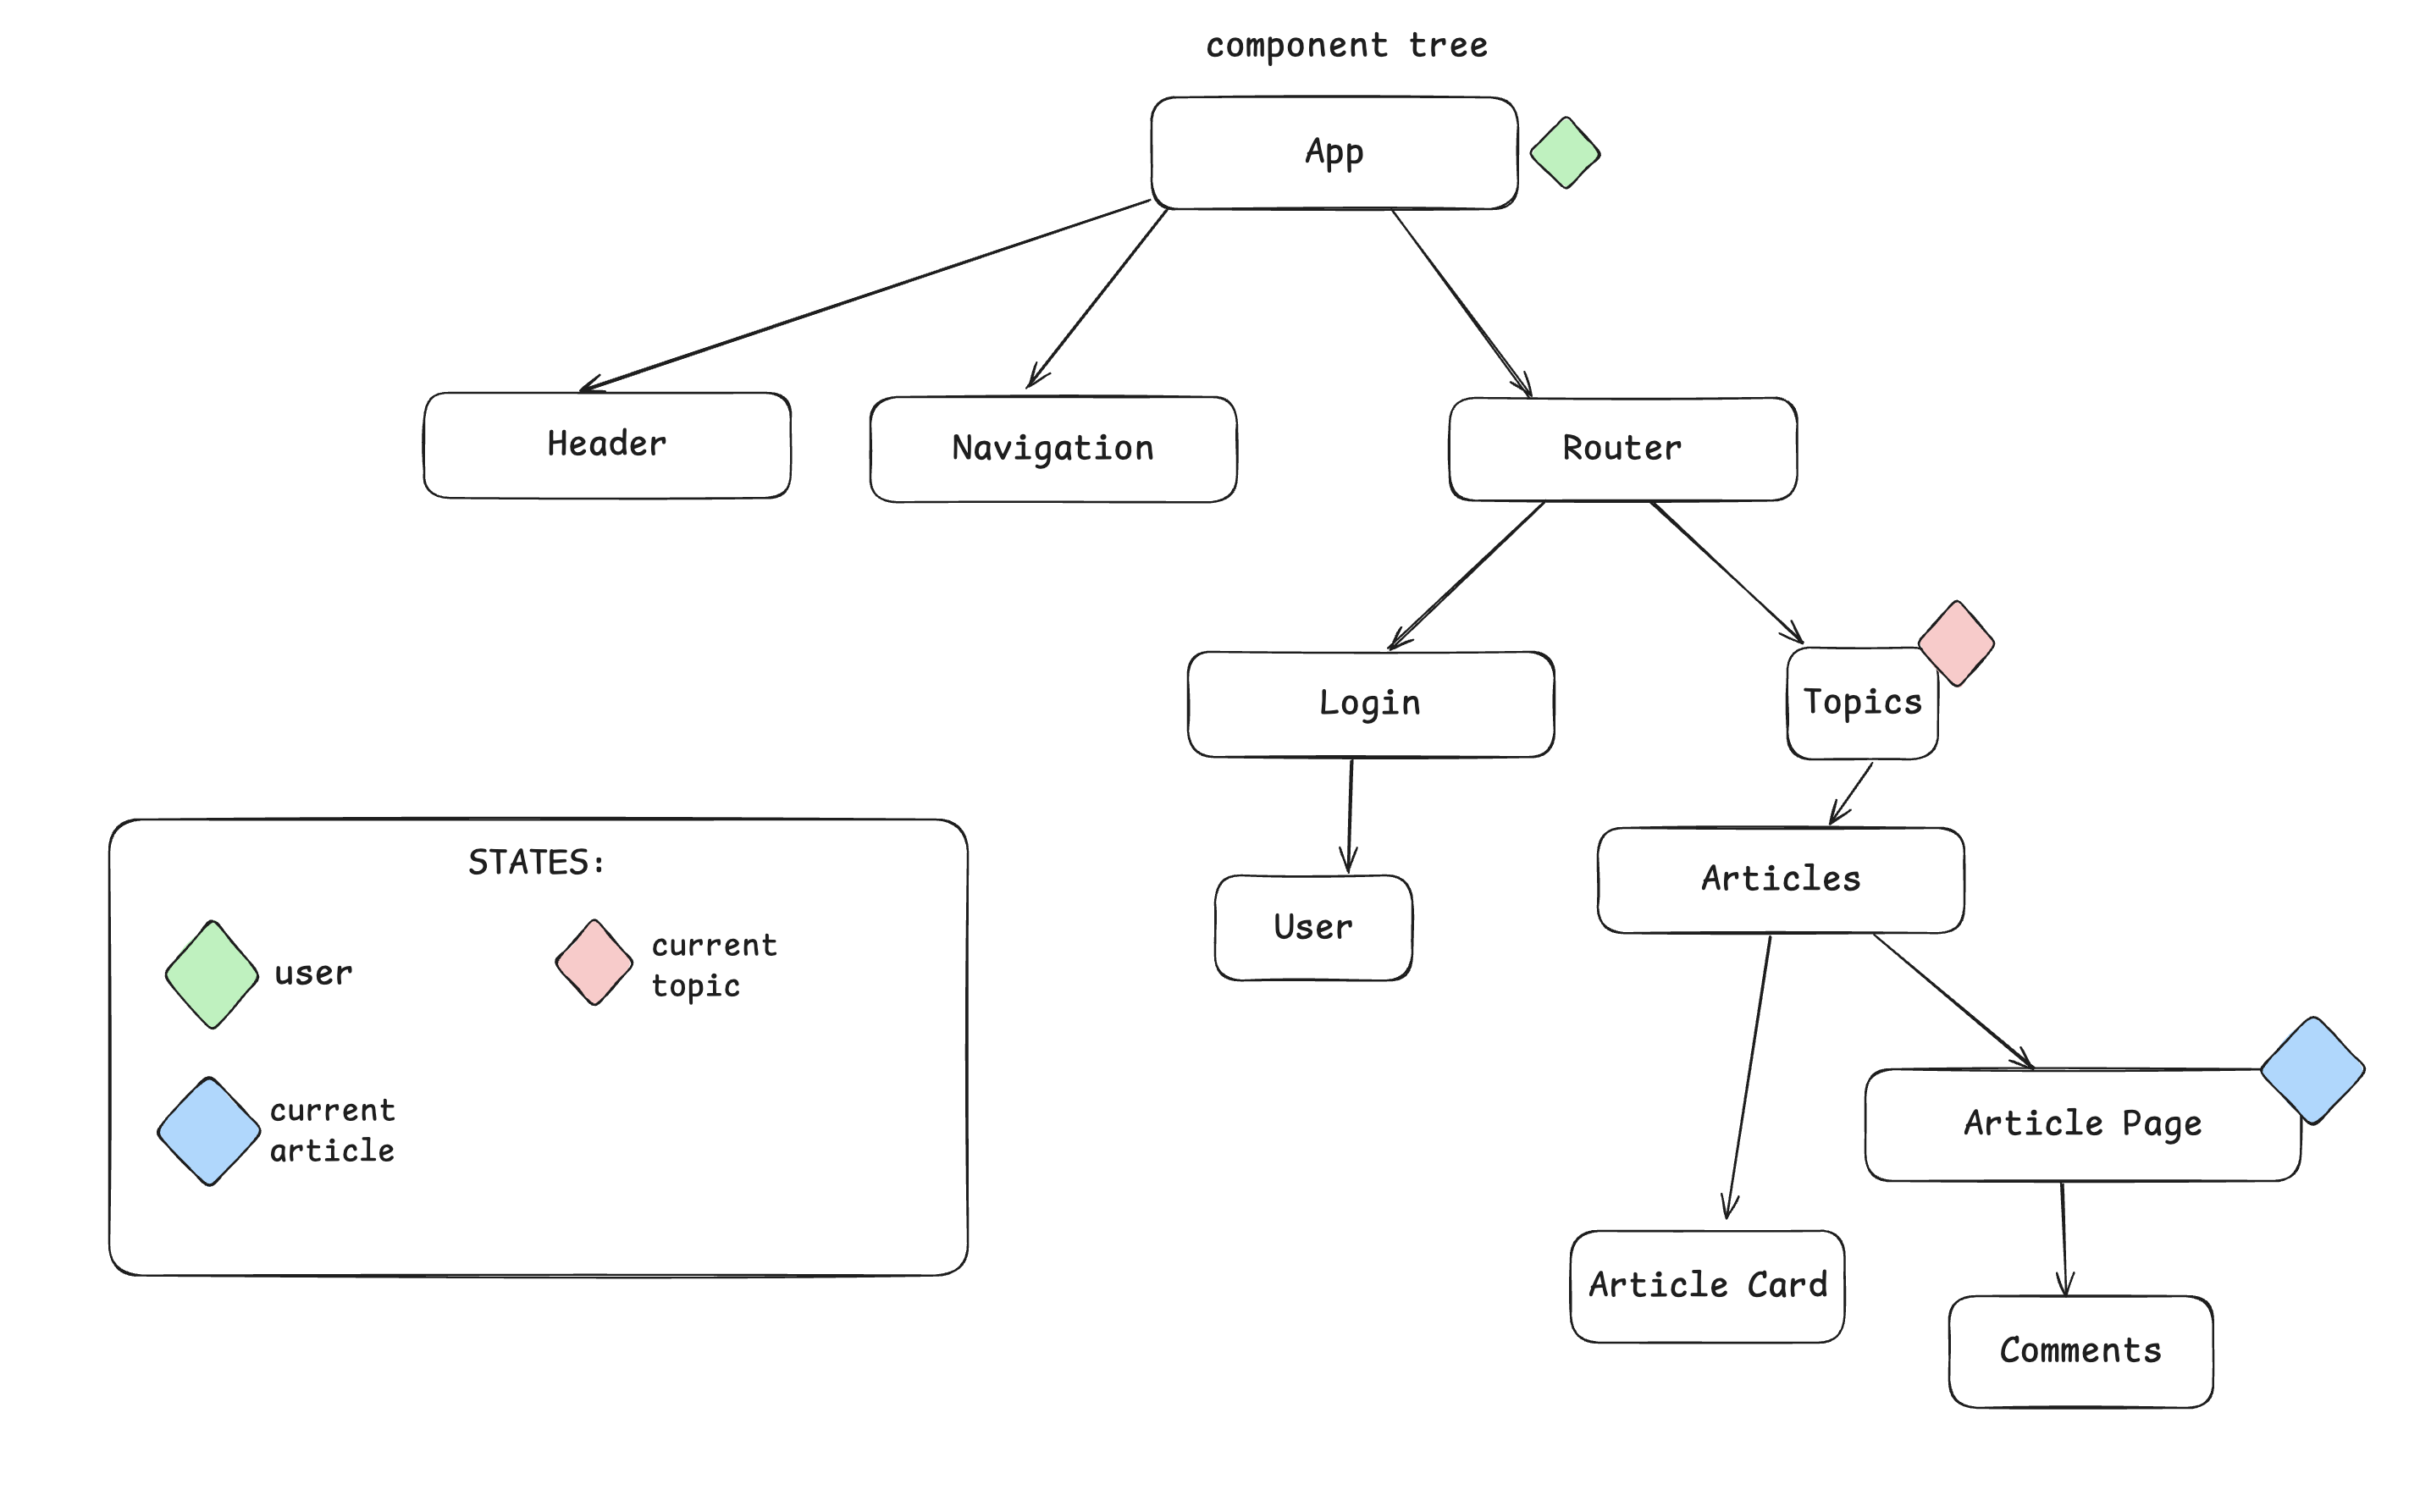 component tree
App
Header
Navigation
Router
Login
Topics
User
Articles
Article Page
Article Card
Comments
STATES:
user
current
topic
current
article